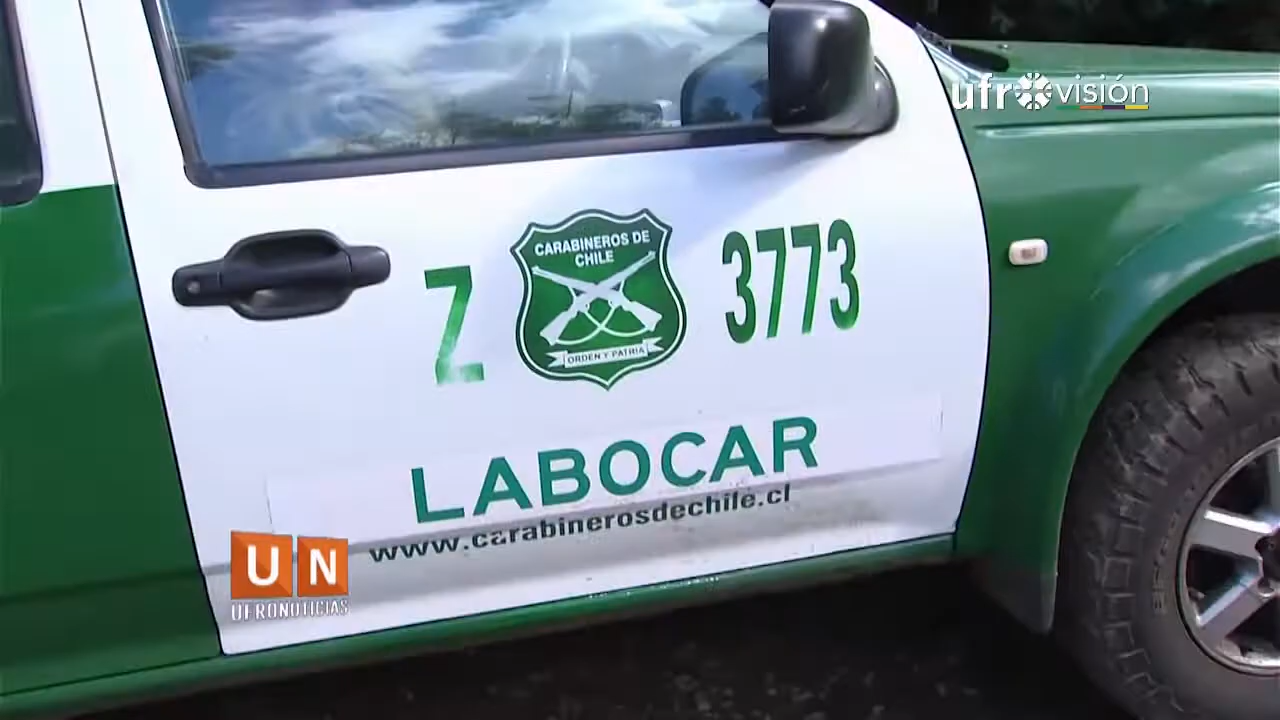 ufrovisión
CARABINEROS DE
CHILE
ORDEN Y PATRIA
Z 3773
LABOCAR
www.carabinerosdechile.cl
UN
UFRONOTICIAS